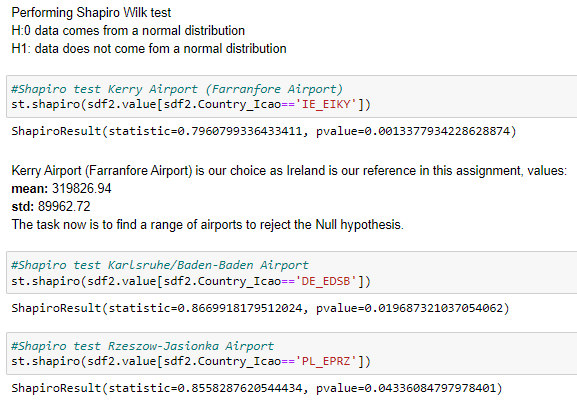 Performing Shapiro Wilk test
H:0 data comes from a normal distribution
H1: data does not come fom a normal distribution
#Shapiro test Kerry Airport (Farranfore Airport)
st.shapiro(sdf2.value[sdf2.Country_Icao=='IE_EIKY'])
ShapiroResult(statistic=0.7960799336433411, pvalue=0.0013377934228628874)
Kerry Airport (Farranfore Airport) is our choice as Ireland is our reference in this assignment, values:
mean: 319826.94
std: 89962.72
The task now is to find a range of airports to reject the Null hypothesis.
#Shapiro test Karlsruhe/Baden-Baden Airport
st.shapiro(sdf2.value[sdf2.Country_Icao=='DE_EDSB'])
ShapiroResult(statistic=0.8669918179512024, pvalue=0.019687321037054062)
#Shapiro test Rzeszow-Jasionka Airport
st.shapiro(sdf2.value[sdf2.Country_Icao=='PL_EPRZ'])
ShapiroResult(statistic=0.8558287620544434, pvalue=0.04336084797978401)